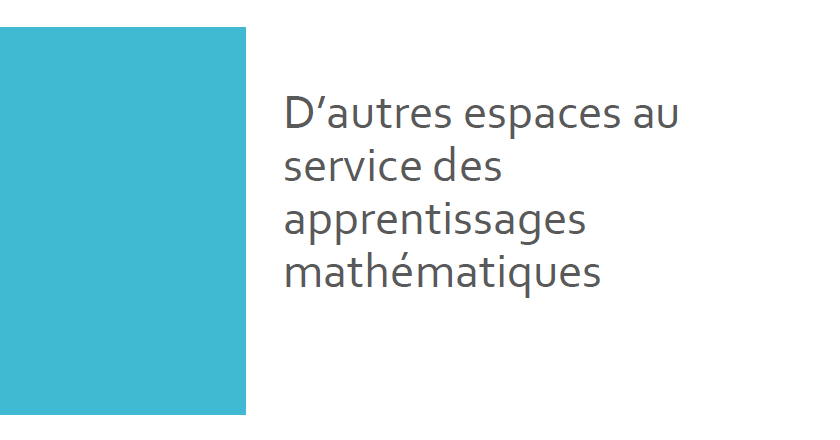 D’autres espaces au
service des
apprentissages
mathématiques